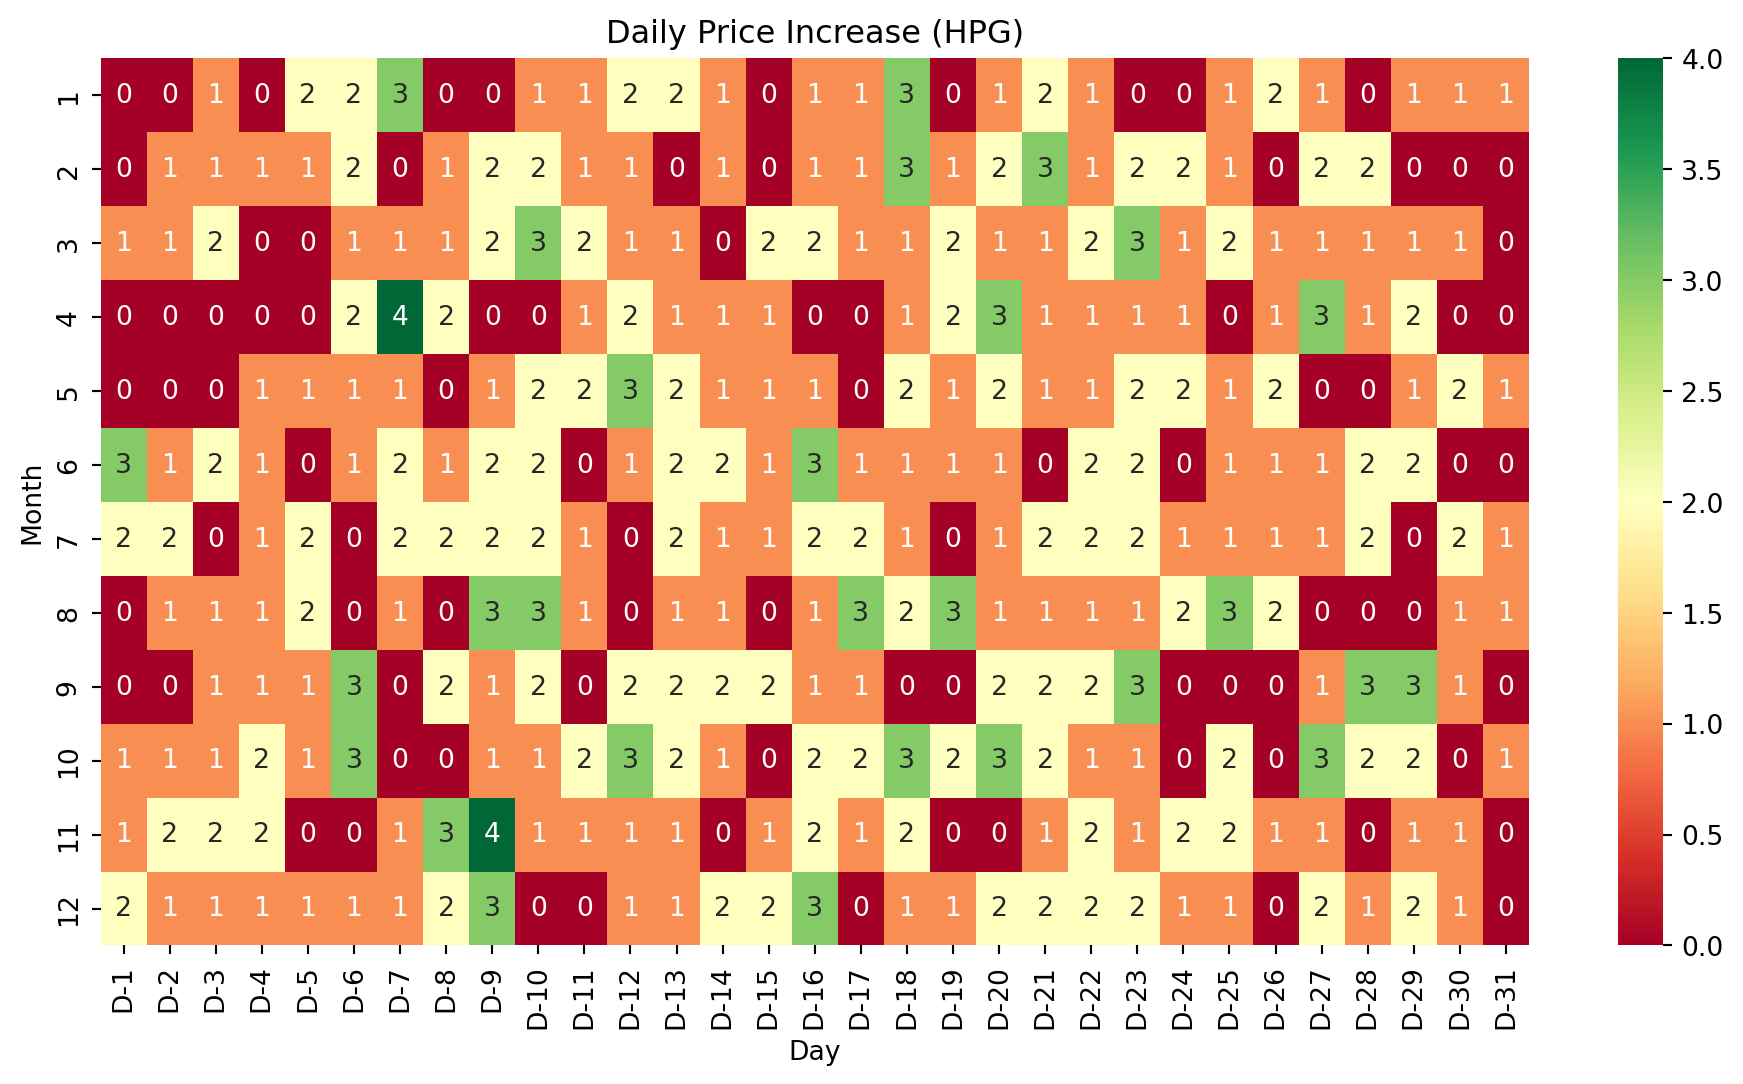 Daily Price Increase (HPG)
1 0 0 1 0 2 2 3 0 0 1 1 2 2 1 0 1 1 3 0 1 2 1 0 0 1 2 1 0 1 1 1
2 0 1 1 1 1 2 0 1 2 2 1 1 0 1 0 1 1 3 1 2 3 1 2 2 1 0 2 2 0 0 0
3 1 1 2 0 0 1 1 1 2 3 2 1 1 0 2 2 1 1 2 1 1 2 3 1 2 1 1 1 1 1 0
4 0 0 0 0 0 2 4 2 0 0 1 2 1 1 1 0 0 1 2 3 1 1 1 1 0 1 3 1 2 0 0
5 0 0 0 1 1 1 1 0 1 2 2 3 2 1 1 1 0 2 1 2 1 1 2 2 1 2 0 0 1 2 1
6 3 1 2 1 0 1 2 1 2 2 0 1 2 2 1 3 1 1 1 1 0 2 2 0 1 1 1 2 2 0 0
7 2 2 0 1 2 0 2 2 2 2 1 0 2 1 1 2 2 1 0 1 2 2 2 1 1 1 1 2 0 2 1
8 0 1 1 1 2 0 1 0 3 3 1 0 1 1 0 1 3 2 3 1 1 1 1 2 3 2 0 0 0 1 1
9 0 0 1 1 1 3 0 2 1 2 0 2 2 2 2 1 1 0 0 2 2 2 3 0 0 0 1 3 3 1 0
10 1 1 1 2 1 3 0 0 1 1 2 3 2 1 0 2 2 3 2 3 2 1 1 0 2 0 3 2 2 0 1
11 1 2 2 2 0 0 1 3 4 1 1 1 1 0 1 2 1 2 0 0 1 2 1 2 2 1 1 0 1 1 0
12 2 1 1 1 1 1 1 2 3 0 0 1 1 2 2 3 0 1 1 2 2 2 2 1 1 0 2 1 2 1 0
Month
D-1 D-2 D-3 D-4 D-5 D-6 D-7 D-8 D-9 D-10 D-11 D-12 D-13 D-14 D-15 D-16 D-17 D-18 D-19 D-20 D-21 D-22 D-23 D-24 D-25 D-26 D-27 D-28 D-29 D-30 D-31
Day
4.0
3.5
3.0
2.5
2.0
1.5
1.0
0.5
0.0